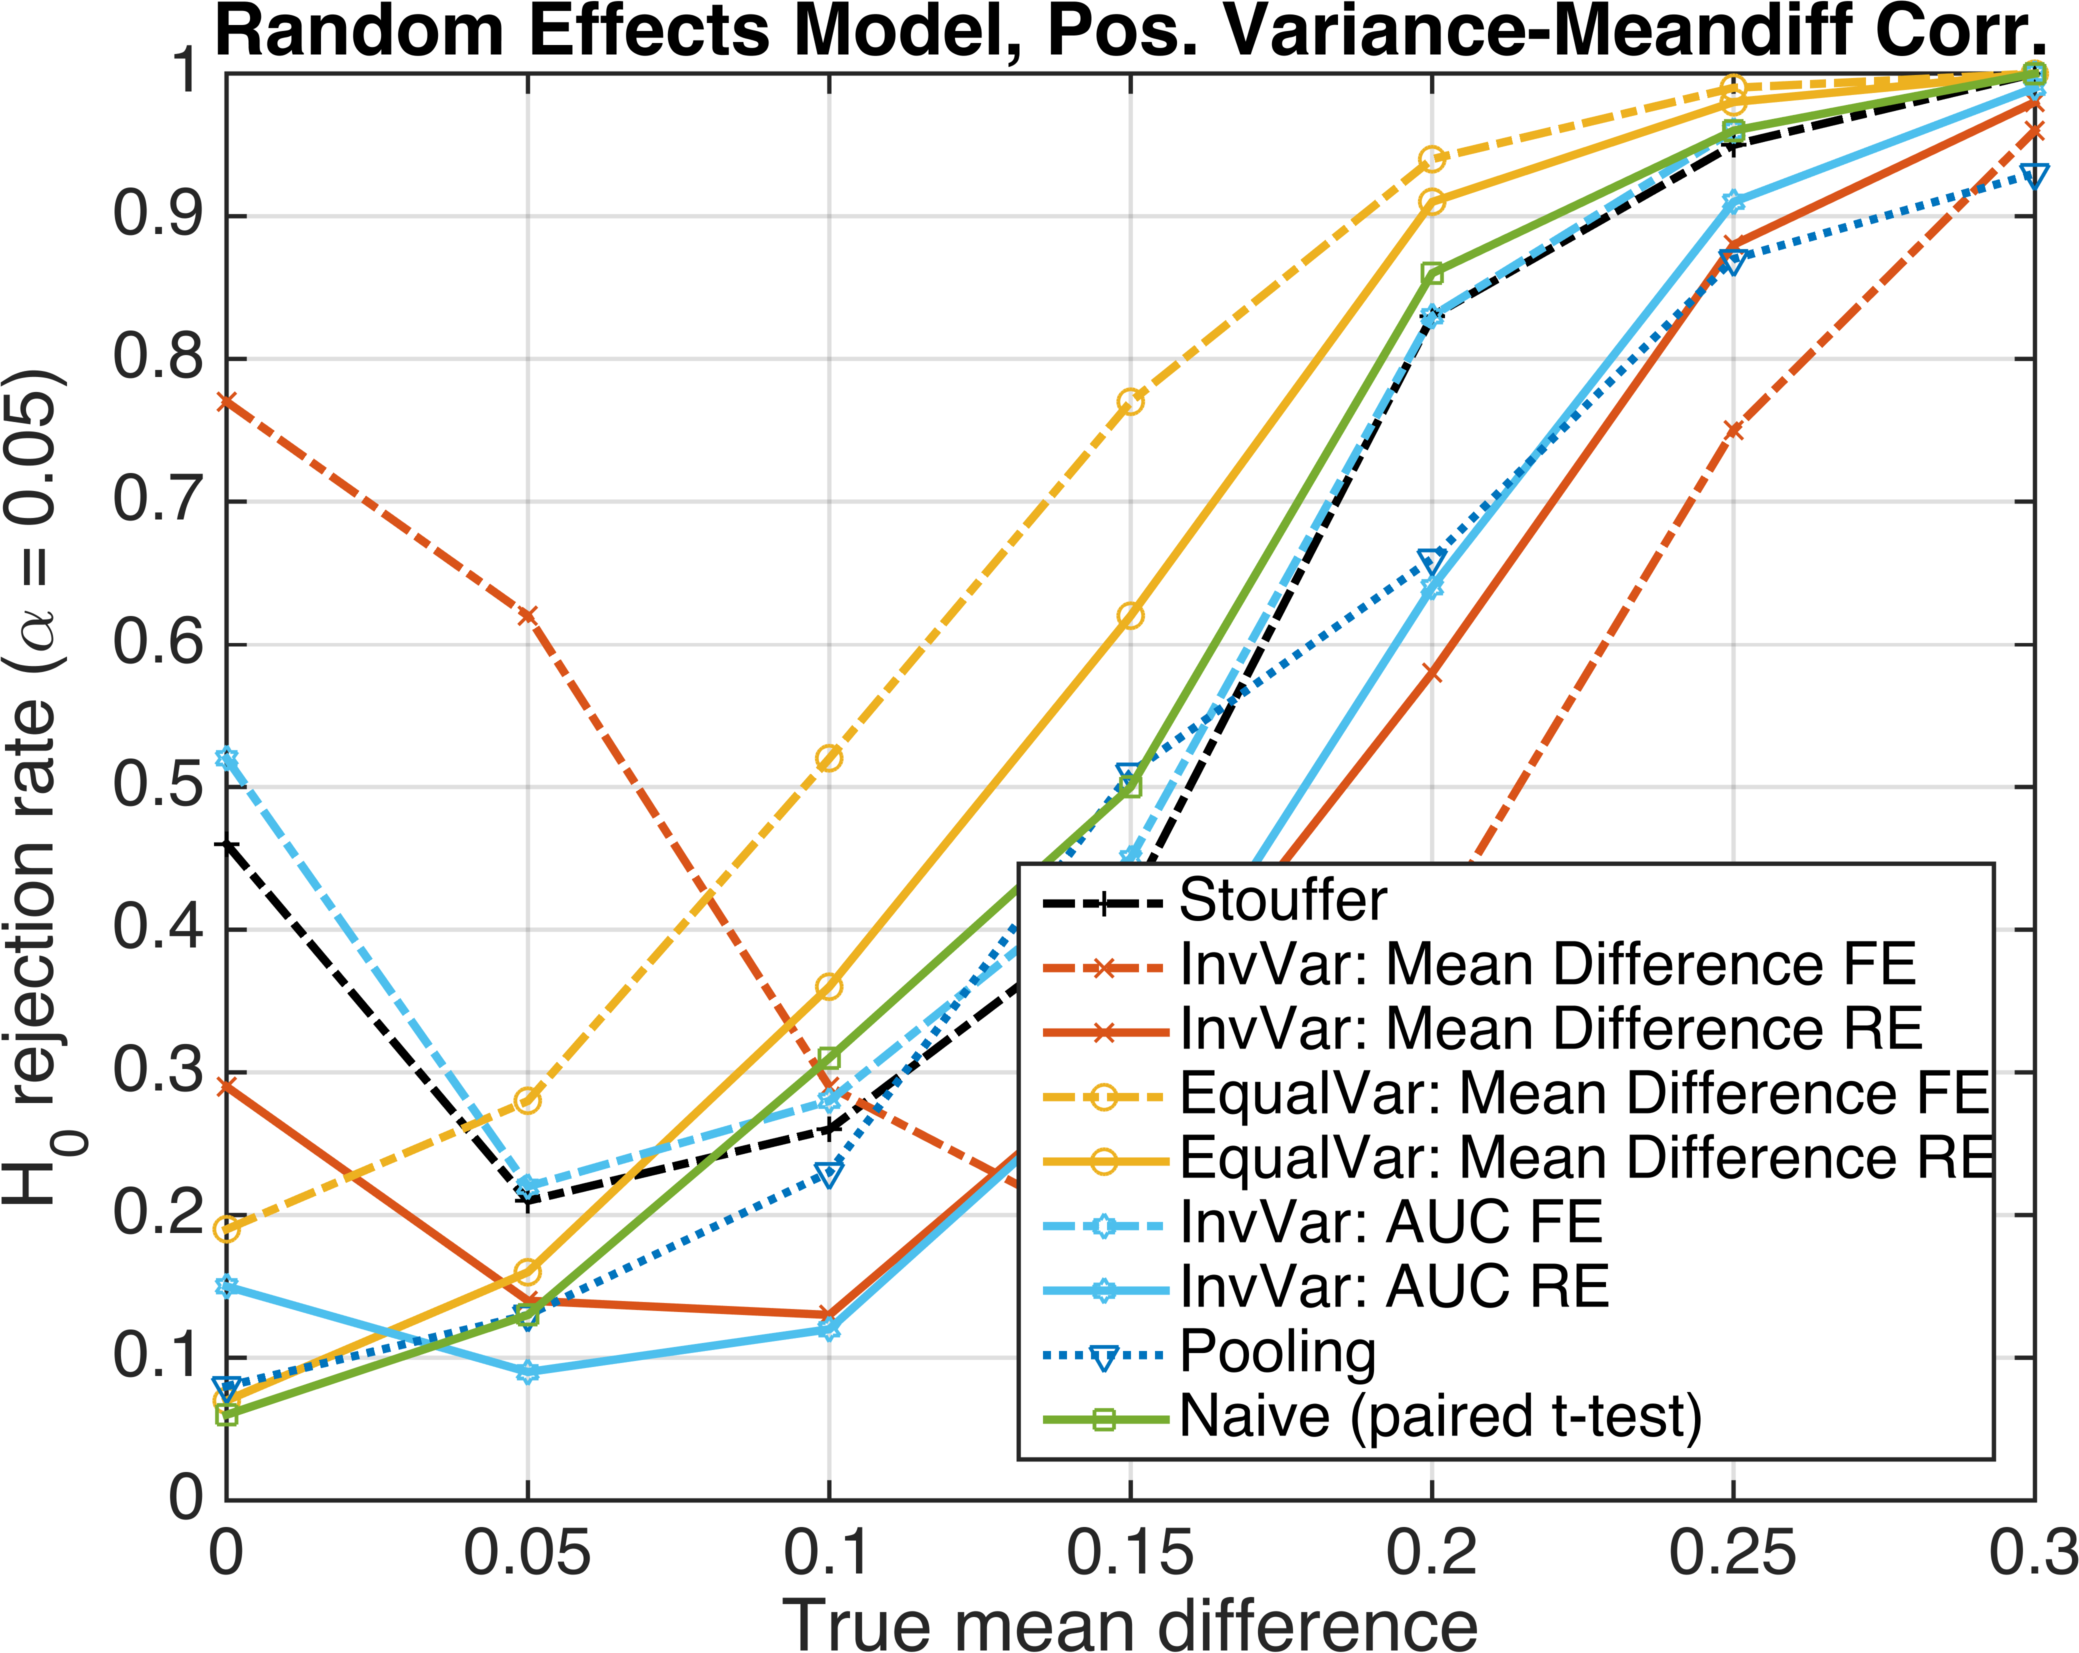 Random Effects Model, Pos. Variance-Meandiff Corr.
1
0.9
0.8
0.7
0.6
0.5
0.4
0.3
0.2
0.1
0
H0 rejection rate (α = 0.05)
Stouffer
InvVar: Mean Difference FE
InvVar: Mean Difference RE
EqualVar: Mean Difference FE
EqualVar: Mean Difference RE
InvVar: AUC FE
InvVar: AUC RE
Pooling
Naive (paired t-test)
0 0.05 0.1 0.15 0.2 0.25 0.3
True mean difference